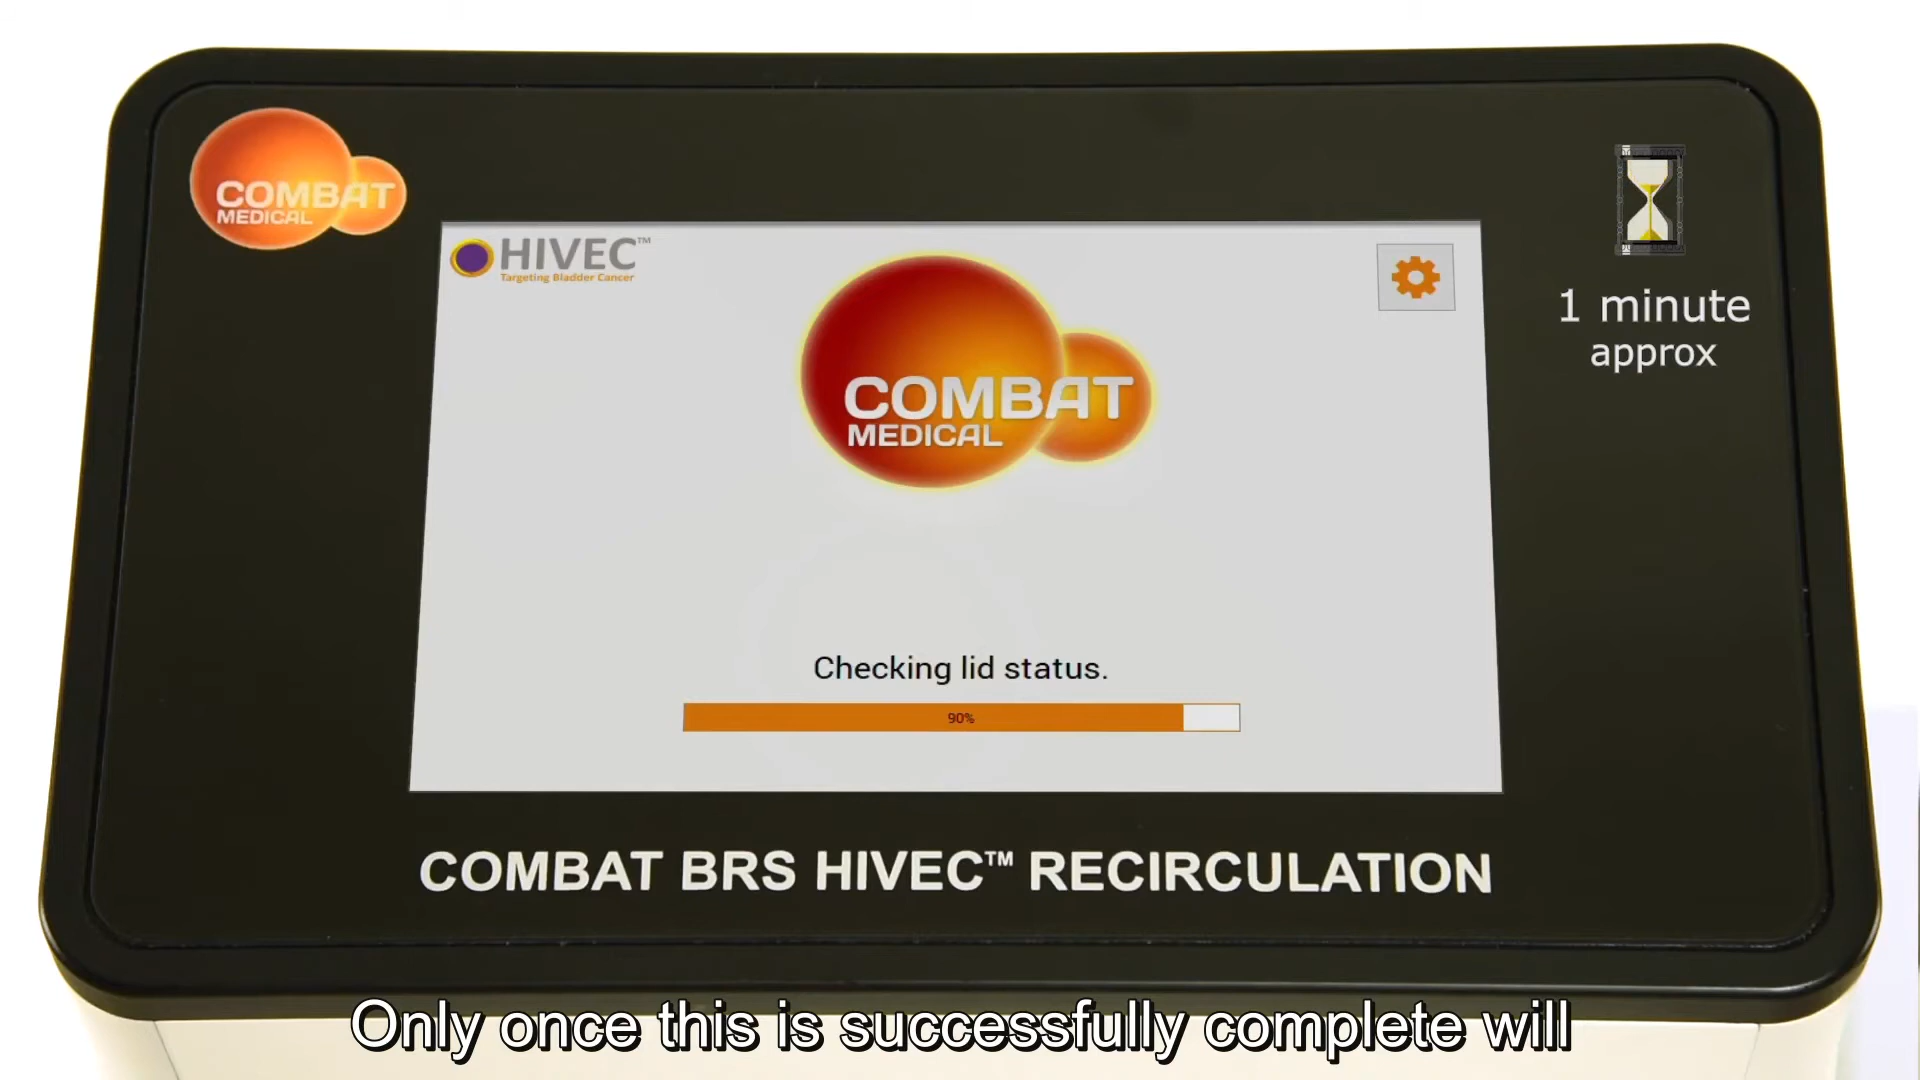 COMBAT
MEDICAL
HIVEC™
Targeting Bladder Cancer
COMBAT
MEDICAL
1 minute
approx
Checking lid status.
90%
COMBAT BRS HIVEC™ RECIRCULATION
Only once this is successfully complete will